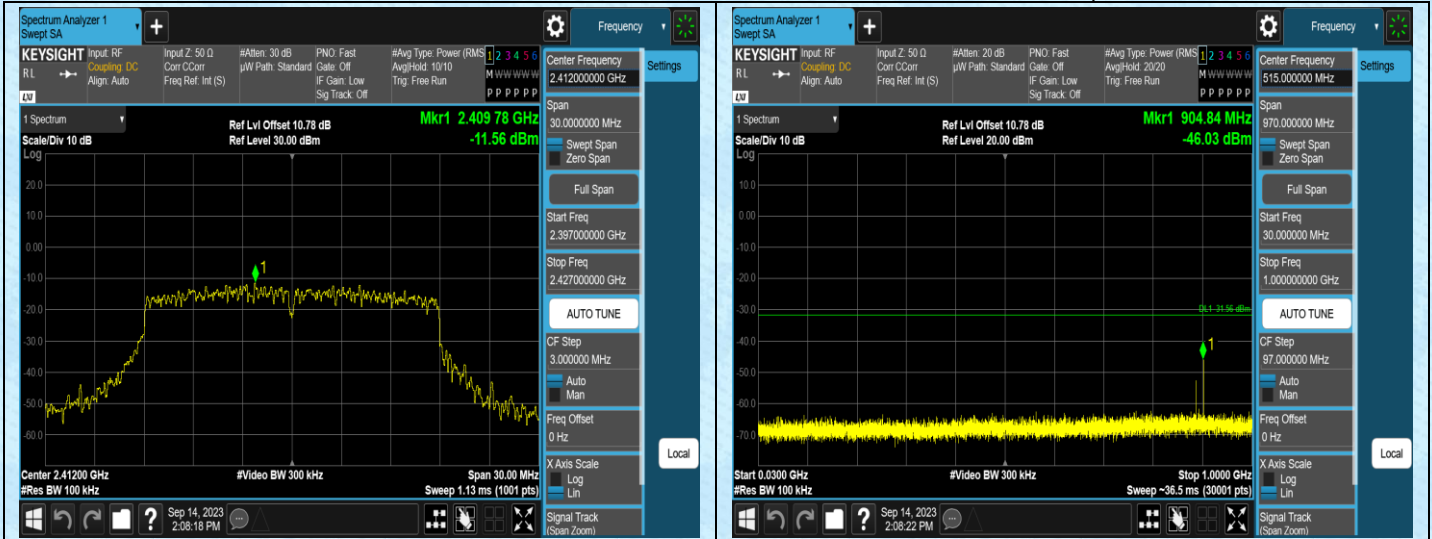 Spectrum Analyzer 1
Swept SA
+
Frequency
KEYSIGHT
RL
LXI
Input: RF
Coupling: DC
Align: Auto
Input Z: 50 Ω
Corr CCorr
Freq Ref: Int (S)
#Atten: 30 dB
µW Path: Standard
PNO: Fast
Gate: Off
IF Gain: Low
Sig Track: Off
#Avg Type: Power (RMS
Avg|Hold: 10/10
Trig: Free Run
1 2 3 4 5 6
M W W W W W
P P P P P P
1 Spectrum
Scale/Div 10 dB
Log
Ref Lvl Offset 10.78 dB
Ref Level 30.00 dBm
Mkr1 2.409 78 GHz
-11.56 dBm
20.0
10.0
0.00
-10.0
-20.0
-30.0
-40.0
-50.0
-60.0
1
Center 2.41200 GHz
#Res BW 100 kHz
#Video BW 300 kHz
Span 30.00 MHz
Sweep 1.13 ms (1001 pts)
Sep 14, 2023
2:08:18 PM
Center Frequency
2.412000000 GHz
Settings
Span
30.0000000 MHz
Swept Span
Zero Span
Full Span
Start Freq
2.397000000 GHz
Stop Freq
2.427000000 GHz
AUTO TUNE
CF Step
3.000000 MHz
Auto
Man
Freq Offset
0 Hz
X Axis Scale
Log
Lin
Signal Track
(Span Zoom)
Local
Spectrum Analyzer 1
Swept SA
+
Frequency
KEYSIGHT
RL
LXI
Input: RF
Coupling: DC
Align: Auto
Input Z: 50 Ω
Corr CCorr
Freq Ref: Int (S)
#Atten: 20 dB
µW Path: Standard
PNO: Fast
Gate: Off
IF Gain: Low
Sig Track: Off
#Avg Type: Power (RMS
Avg|Hold: 20/20
Trig: Free Run
1 2 3 4 5 6
M W W W W W
P P P P P P
1 Spectrum
Scale/Div 10 dB
Log
Ref Lvl Offset 10.78 dB
Ref Level 20.00 dBm
Mkr1 904.84 MHz
-46.03 dBm
10.0
0.00
-10.0
-20.0
-30.0
-40.0
-50.0
-60.0
-70.0
DL1 -31.56 dBm
1
Start 0.0300 GHz
#Res BW 100 kHz
#Video BW 300 kHz
Stop 1.0000 GHz
Sweep ~36.5 ms (30001 pts)
Sep 14, 2023
2:08:22 PM
Center Frequency
515.000000 MHz
Settings
Span
970.000000 MHz
Swept Span
Zero Span
Full Span
Start Freq
30.000000 MHz
Stop Freq
1.000000000 GHz
AUTO TUNE
CF Step
97.000000 MHz
Auto
Man
Freq Offset
0 Hz
X Axis Scale
Log
Lin
Signal Track
(Span Zoom)
Local